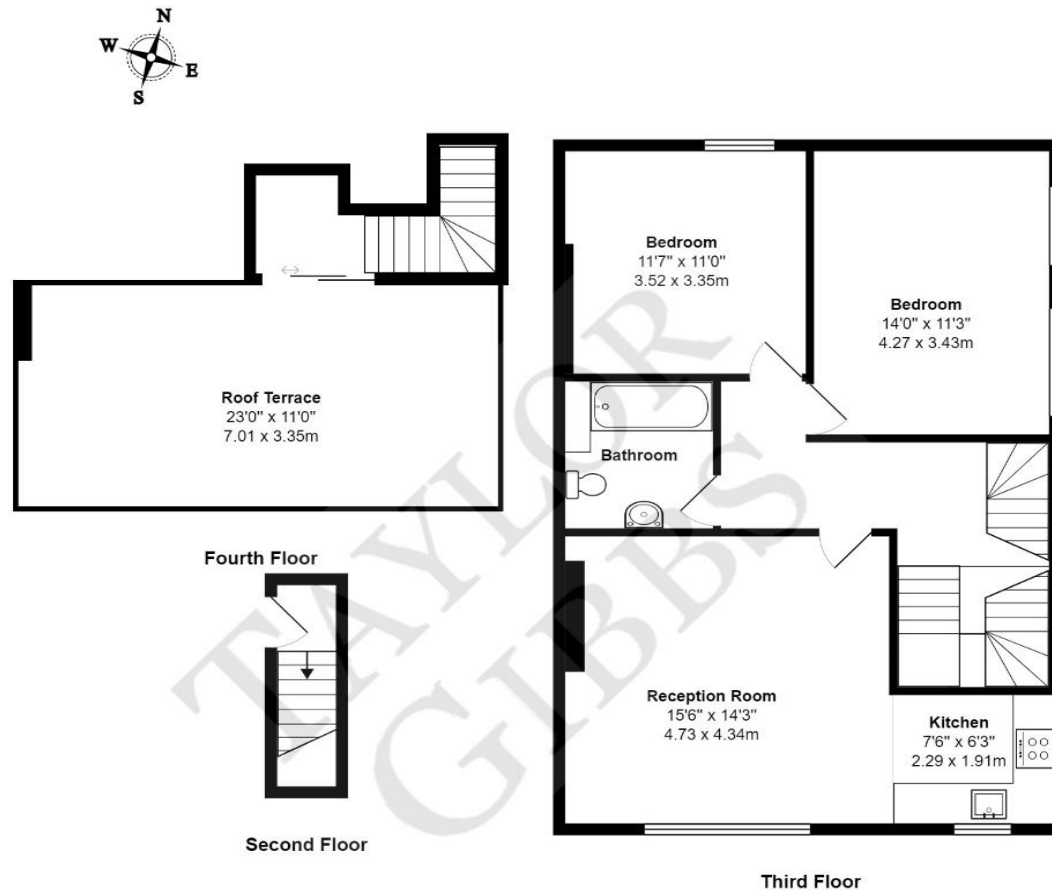 N
W
E
S
Roof Terrace
23'0" x 11'0"
7.01 x 3.35m
Fourth Floor
Second Floor
Bedroom
11'7" x 11'0"
3.52 x 3.35m
Bedroom
14'0" x 11'3"
4.27 x 3.43m
Bathroom
Reception Room
15'6" x 14'3"
4.73 x 4.34m
Kitchen
7'6" x 6'3"
2.29 x 1.91m
Third Floor
TAYLOR
GIBBS